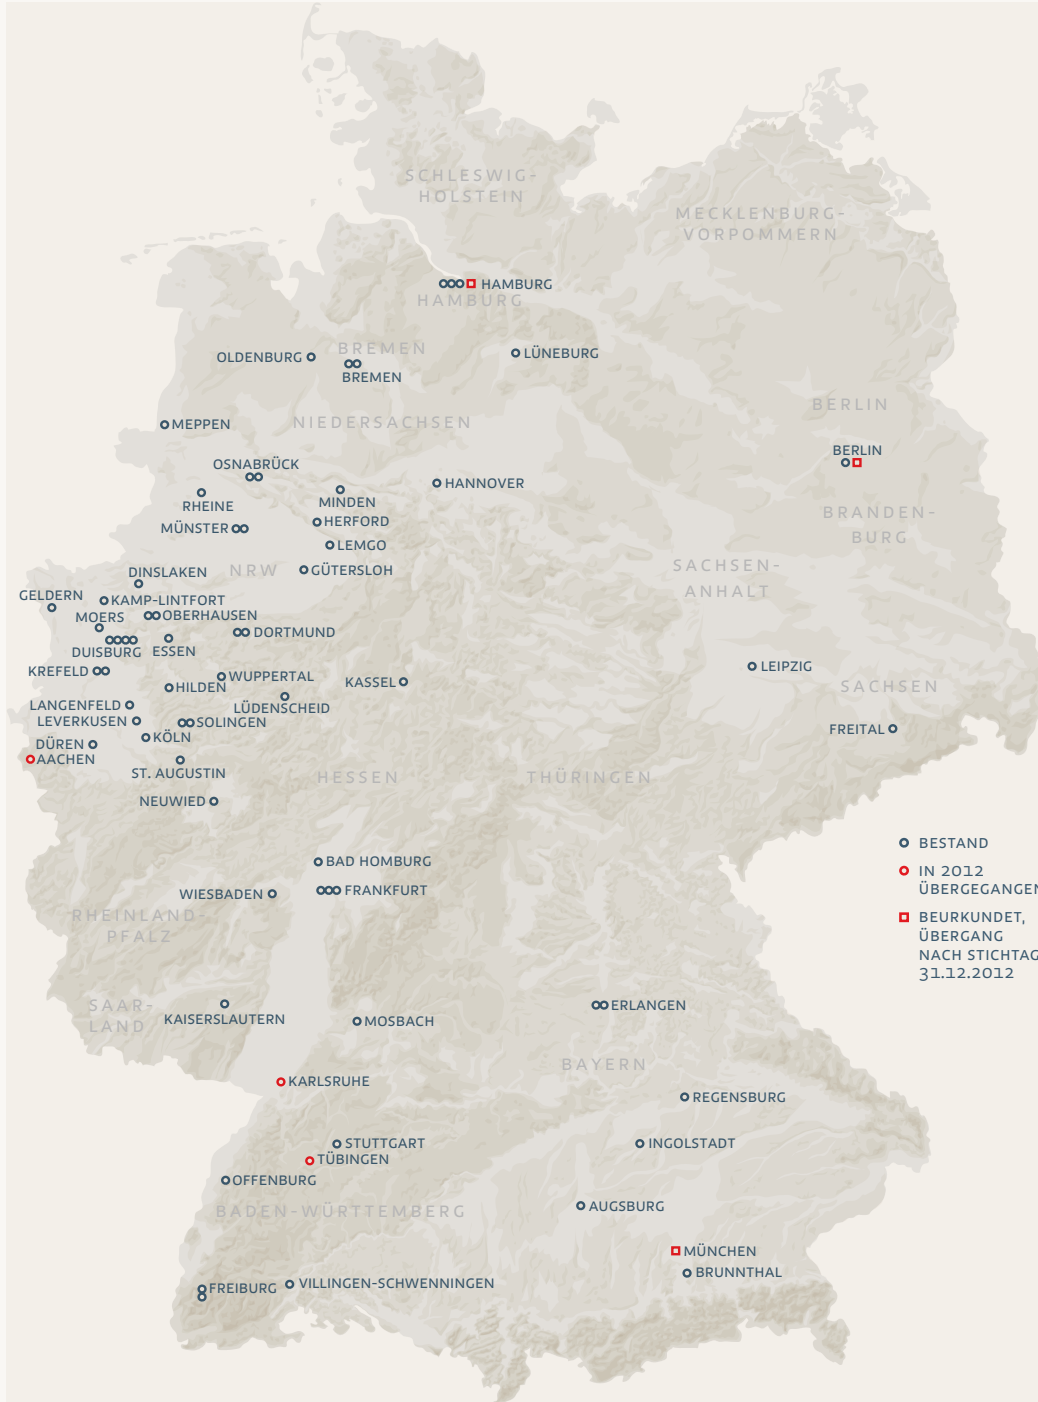 SCHLESWIG-
HOLSTEIN
MECKLENBURG-
VORPOMMERN
HAMBURG
HAMBURG
OLDENBURG
BREMEN
BREMEN
LÜNEBURG
BERLIN
MEPPEN
NIEDERSACHSEN
BERLIN
OSNABRÜCK
HANNOVER
RHEINE
MINDEN
BRANDEN-
BURG
MÜNSTER
HERFORD
LEMGO
SACHSEN-
ANHALT
DINSLAKEN
NRW
GÜTERSLOH
GELDERN
KAMP-LINTFORT
MOERS
OBERHAUSEN
DORTMUND
DUISBURG
ESSEN
KREFELD
WUPPERTAL
KASSEL
LEIPZIG
HILDEN
SACHSEN
LANGENFELD
LÜDENSCHEID
LEVERKUSEN
SOLINGEN
FREITAL
KÖLN
DÜREN
AACHEN
ST. AUGUSTIN
HESSEN
THÜRINGEN
NEUWIED
BAD HOMBURG
WIESBADEN
FRANKFURT
RHEINLAND-
PFALZ
BESTAND
IN 2012
ÜBERGEGANGEN
BEURKUNDET,
ÜBERGANG
NACH STICHTAG
31.12.2012
SAAR-
LAND
KAISERSLAUTERN
MOSBACH
ERLANGEN
BAYERN
KARLSRUHE
REGENSBURG
STUTTGART
INGOLSTADT
TÜBINGEN
OFFENBURG
BADEN-WÜRTTEMBERG
AUGSBURG
MÜNCHEN
BRUNNTHAL
FREIBURG
VILLINGEN-SCHWENNINGEN